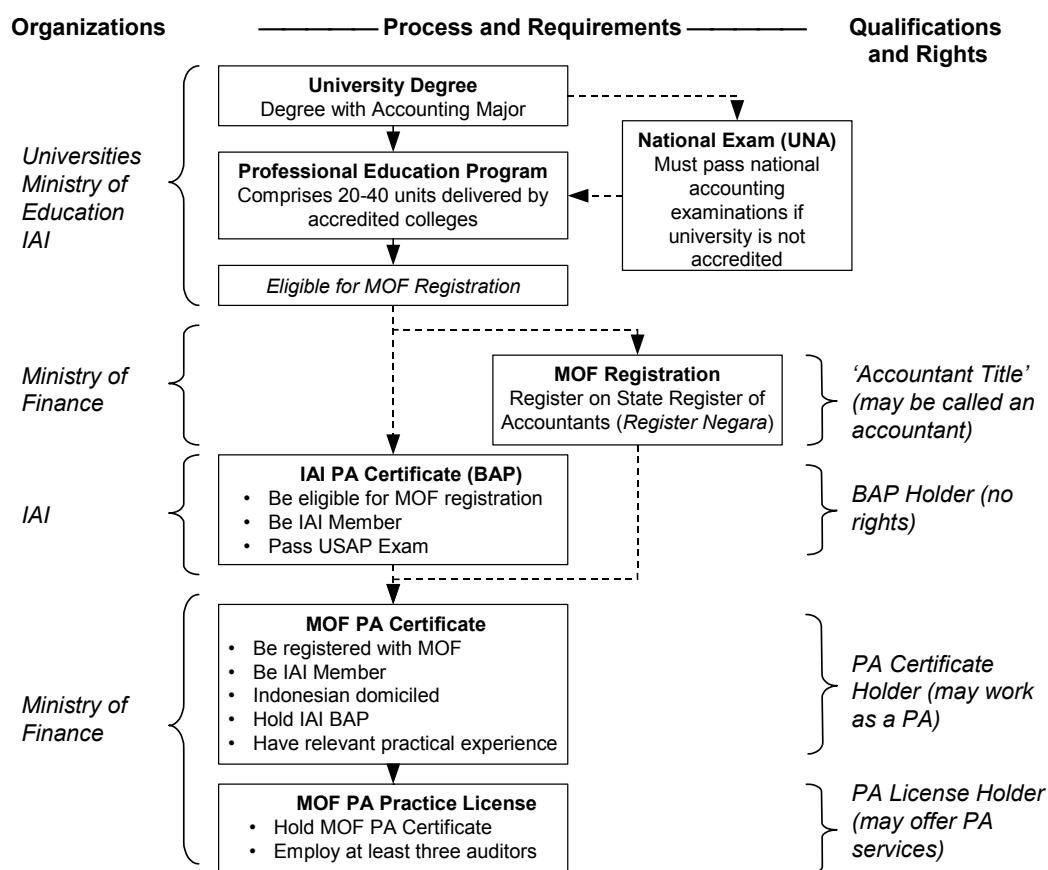 Organizations
Process and Requirements
Qualifications
and Rights
University Degree
Degree with Accounting Major
National Exam (UNA)
Must pass national
accounting
examinations if
university is not
accredited
Universities
Ministry of
Education
IAI
Professional Education Program
Comprises 20-40 units delivered by
accredited colleges
Eligible for MOF Registration
Ministry of
Finance
MOF Registration
Register on State Register of
Accountants (Register Negara)
‘Accountant Title’
(may be called an
accountant)
IAI
IAI PA Certificate (BAP)
• Be eligible for MOF registration
• Be IAI Member
• Pass USAP Exam
BAP Holder (no
rights)
Ministry of
Finance
MOF PA Certificate
• Be registered with MOF
• Be IAI Member
• Indonesian domiciled
• Hold IAI BAP
• Have relevant practical experience
PA Certificate
Holder (may work
as a PA)
MOF PA Practice License
• Hold MOF PA Certificate
• Employ at least three auditors
PA License Holder
(may offer PA
services)